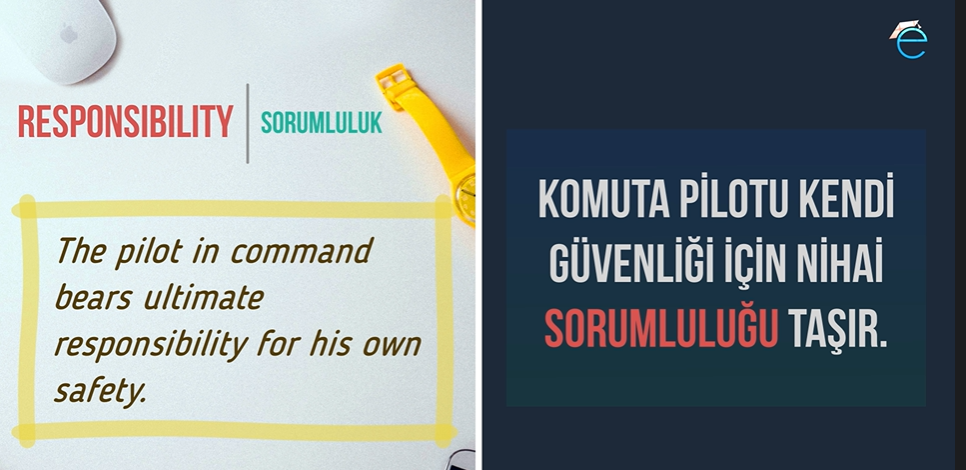 RESPONSIBILITY
SORUMLULUK
The pilot in command
bears ultimate
responsibility for his own
safety.
KOMUTA PİLOTU KENDİ
GÜVENLİĞİ İÇİN NİHAİ
SORUMLULUĞU TAŞIR.